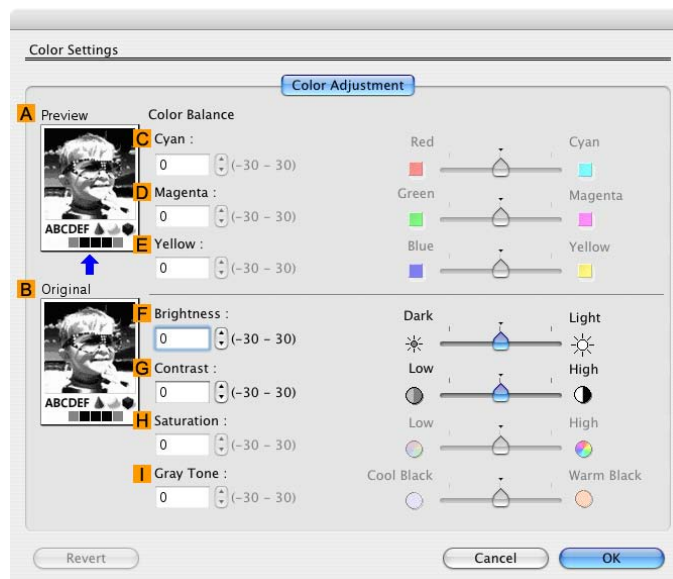 Color Settings
Color Adjustment
A Preview
Color Balance
C Cyan :
0 (-30 – 30)
Red Cyan
D Magenta :
0 (-30 – 30)
Green Magenta
E Yellow :
0 (-30 – 30)
Blue Yellow
ABCDEF
B Original
F Brightness :
0 (-30 – 30)
Dark Light
G Contrast :
0 (-30 – 30)
Low High
ABCDEF
H Saturation :
0 (-30 – 30)
Low High
I Gray Tone :
0 (-30 – 30)
Cool Black Warm Black
Revert Cancel OK